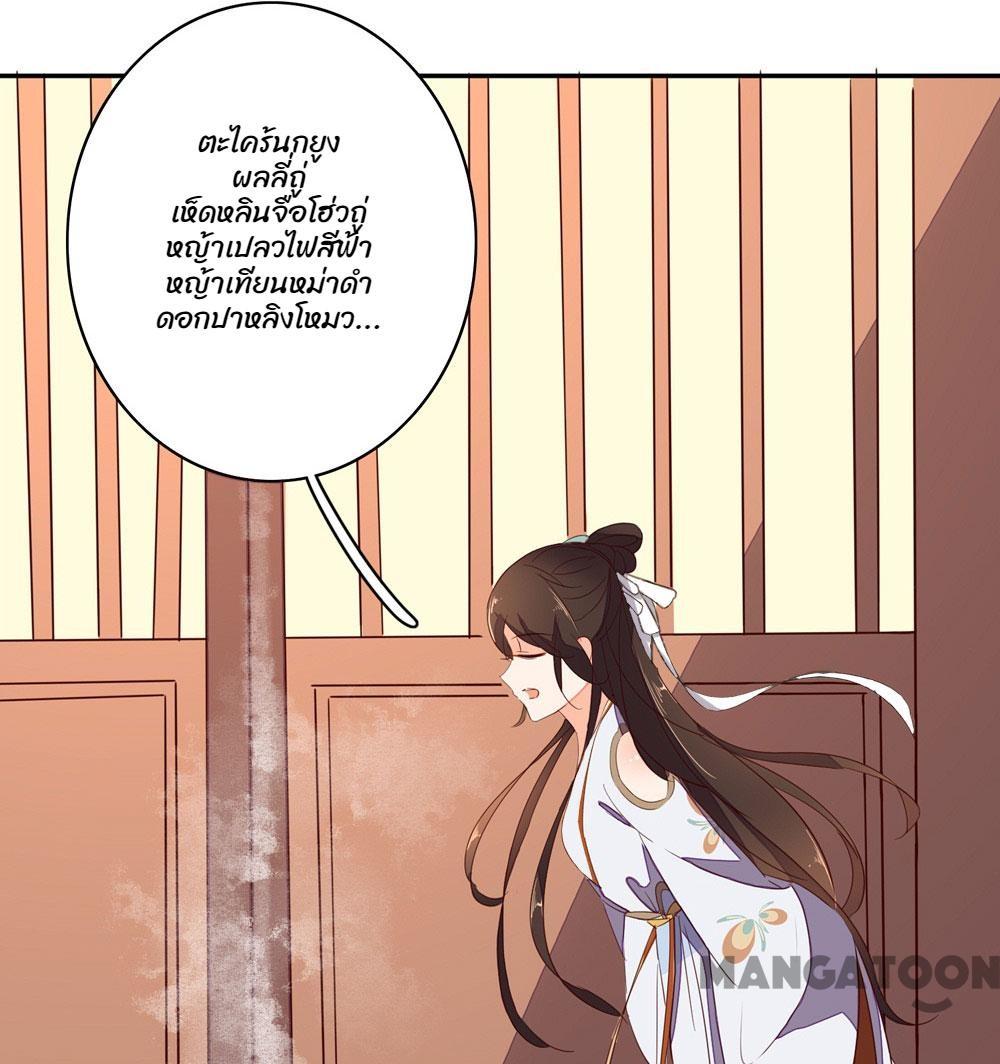 ตะไคร้นกยูง
ผลลี่ถู่
เห็ดหลินจือโฮ่วถู่
หญ้าเปลวไฟสีฟ้า
หญ้าเทียนหม่าดำ
ดอกปาหลิงโหมว...
MANGATOON